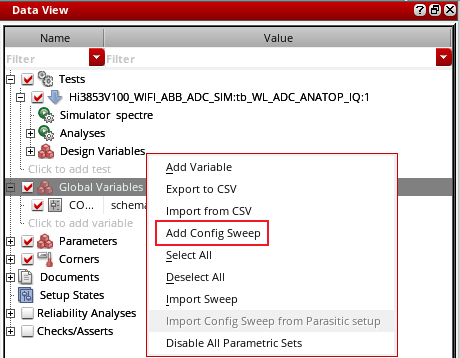 Data View
Name Value
Filter Filter
Tests
Hi3853V100_WIFI_ABB_ADC_SIM:tb_WL_ADC_ANATOP_IQ:1
Simulator spectre
Analyses
Design Variables
Click to add test
Global Variables
CO... schema
Click to add variable
Parameters
Corners
Documents
Setup States
Reliability Analyses
Checks/Asserts
Add Variable
Export to CSV
Import from CSV
Add Config Sweep
Select All
Deselect All
Import Sweep
Import Config Sweep from Parasitic setup
Disable All Parametric Sets